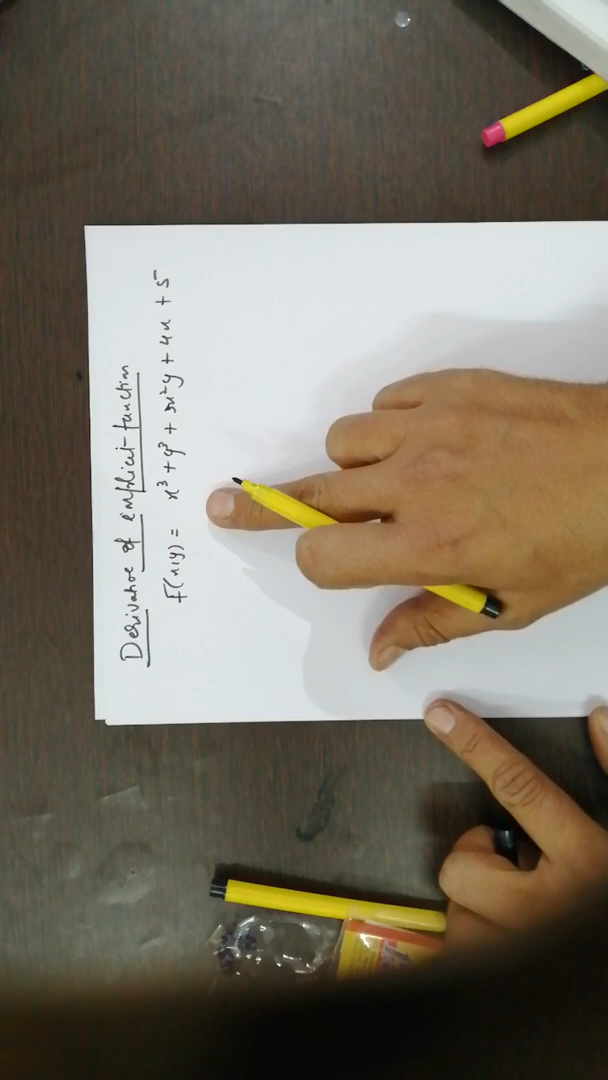 Derivative of implicit function
f(x,y) = x³ + y³ + 3x²y + 4x + 5